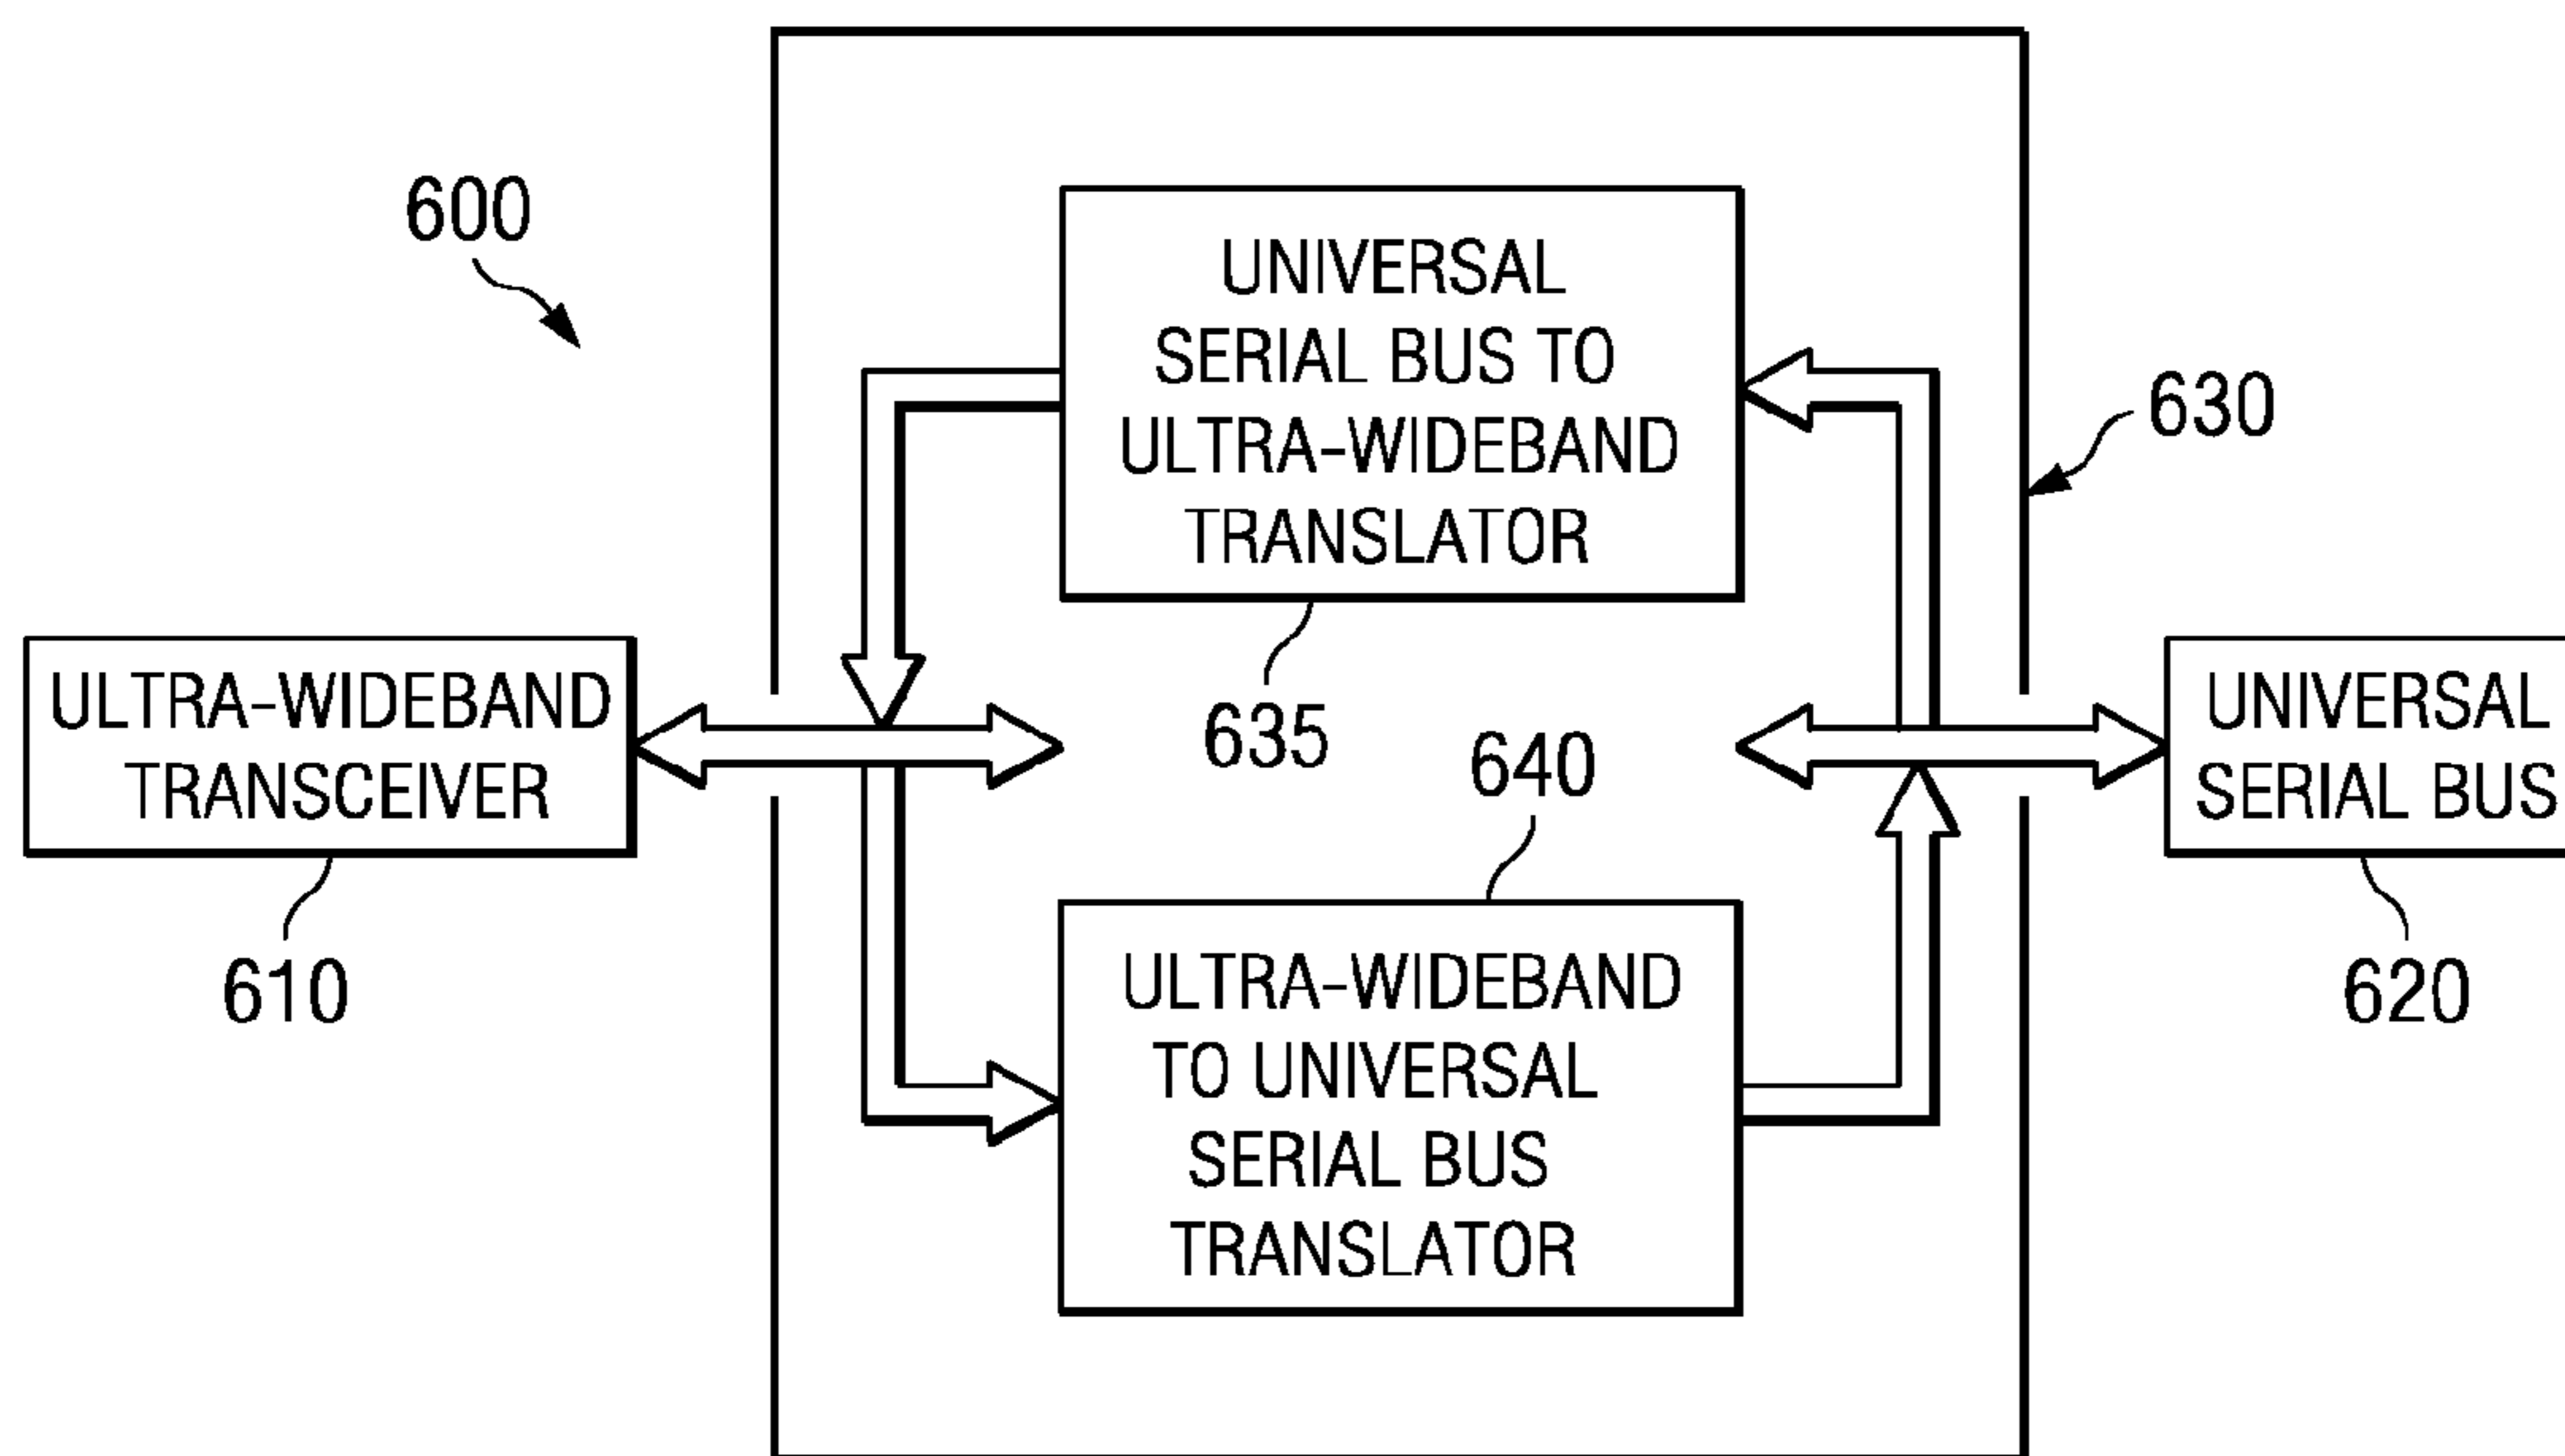 600
UNIVERSAL
SERIAL BUS TO
ULTRA-WIDEBAND
TRANSLATOR
630
635
ULTRA-WIDEBAND
TRANSCEIVER
610
640
UNIVERSAL
SERIAL BUS
620
ULTRA-WIDEBAND
TO UNIVERSAL
SERIAL BUS
TRANSLATOR